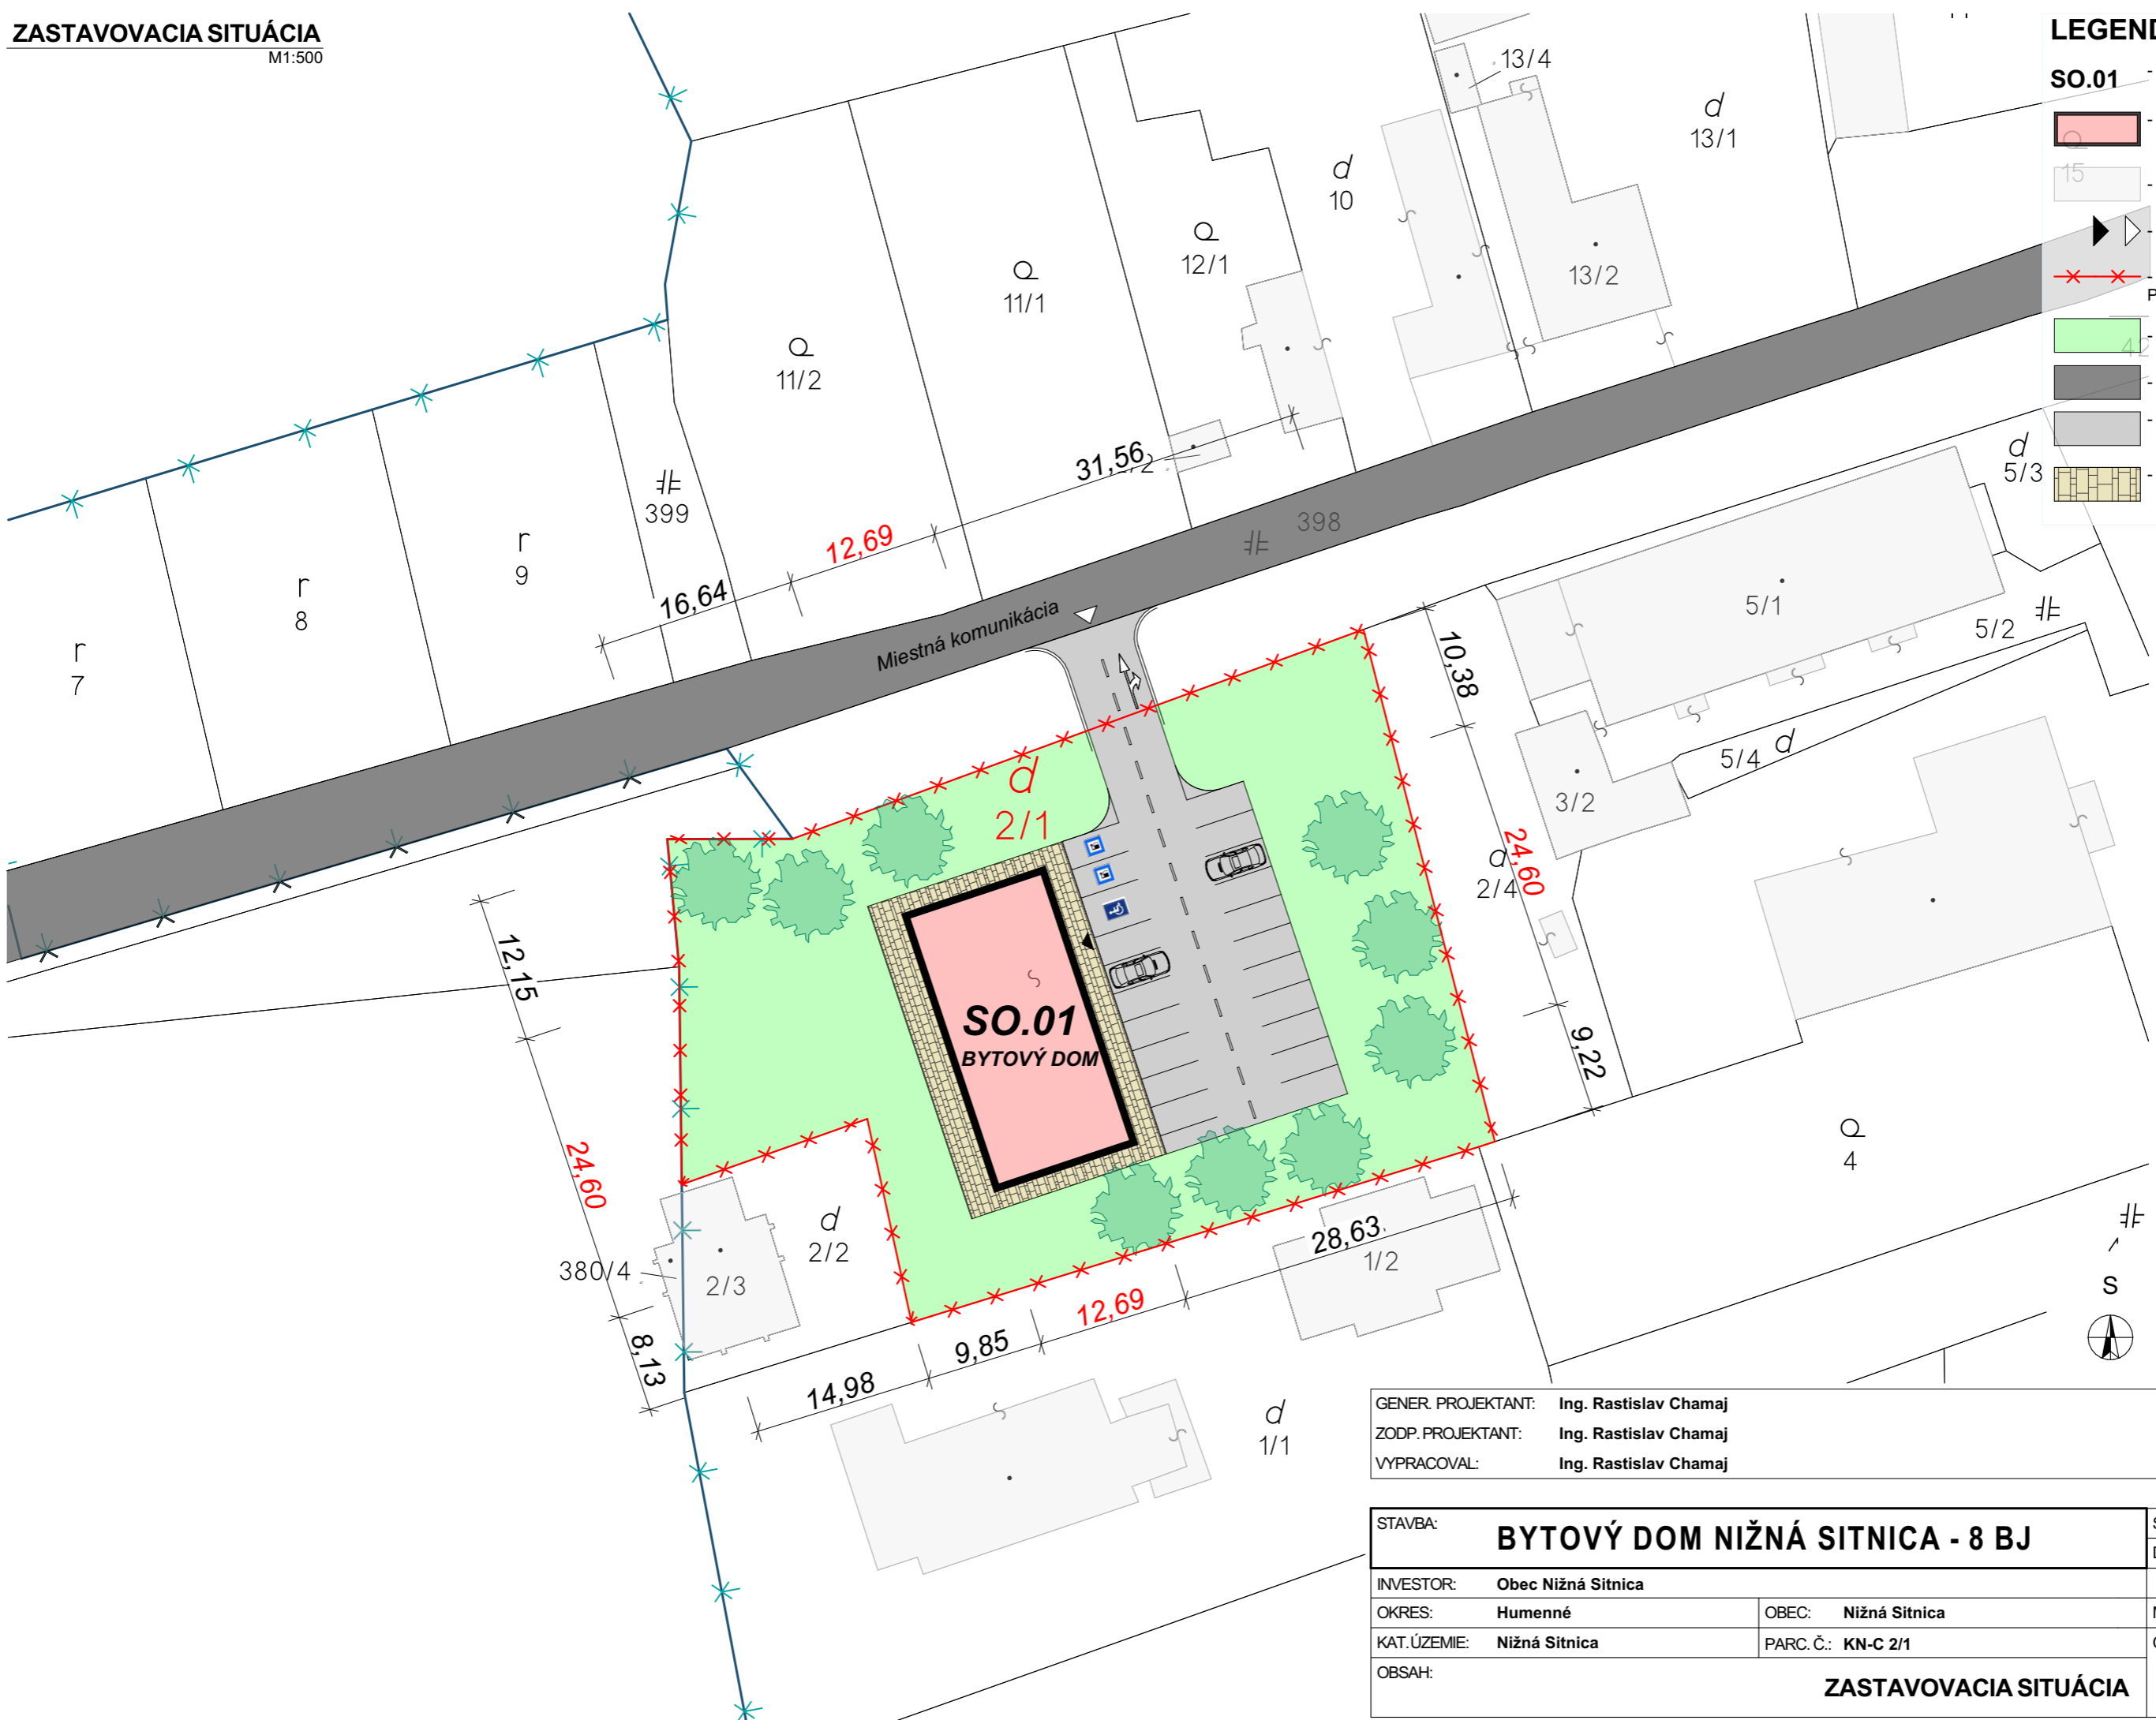 ZASTAVOVACIA SITUÁCIA
M1:500
SO.01
15
42
13/4
d
13/1
d
10
13/2
12/1
11/1
11/2
399
r
9
r
8
r
7
31,56
12,69
16,64
398
Miestná komunikácia
d
5/3
5/1
5/2
5/4 d
3/2
10,38
24,60
d
2/4
9,22
d
2/1
SO.01
BYTOVÝ DOM
12,15
24,60
8,13
380/4
2/3
d
2/2
28,63
1/2
12,69
9,85
14,98
d
1/1
4
S
GENER. PROJEKTANT: Ing. Rastislav Chamaj
ZODP. PROJEKTANT: Ing. Rastislav Chamaj
VYPRACOVAL: Ing. Rastislav Chamaj
STAVBA: BYTOVÝ DOM NIŽNÁ SITNICA - 8 BJ
INVESTOR: Obec Nižná Sitnica
OKRES: Humenné OBEC: Nižná Sitnica
KAT.ÚZEMIE: Nižná Sitnica PARC. Č.: KN-C 2/1
OBSAH:
ZASTAVOVACIA SITUÁCIA